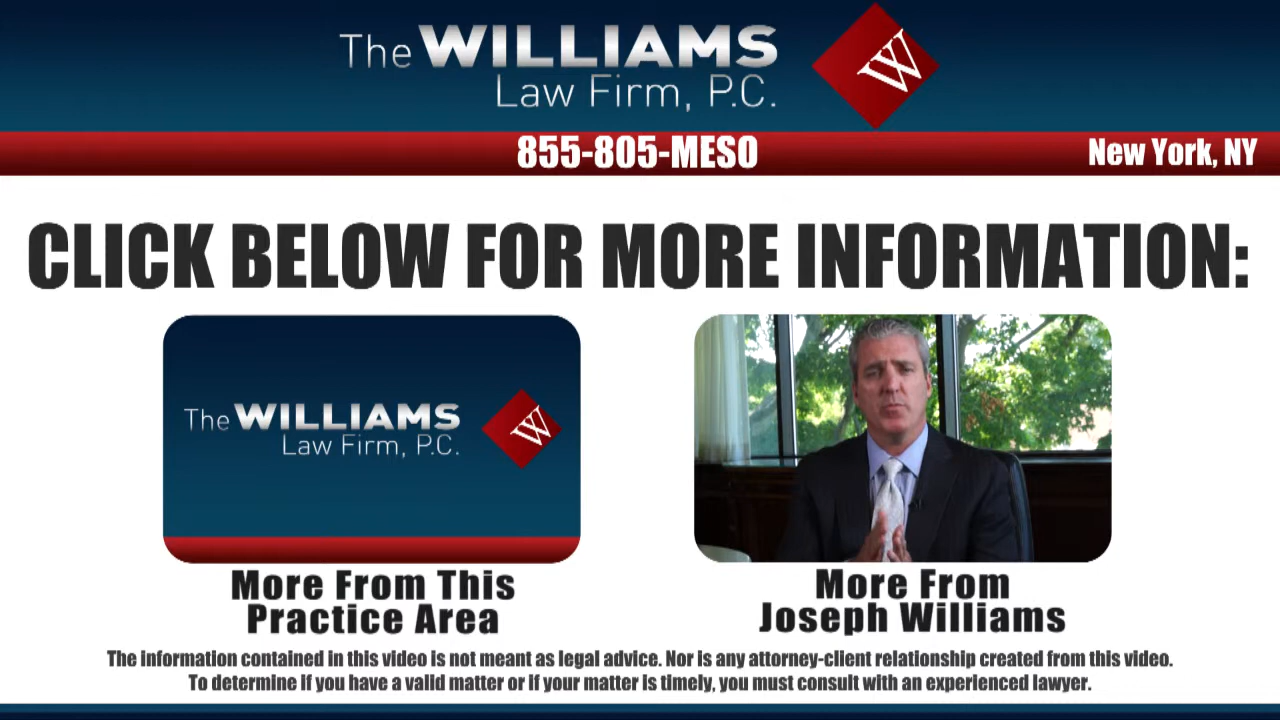 The WILLIAMS
Law Firm, P.C.
W
855-805-MESO
New York, NY
CLICK BELOW FOR MORE INFORMATION:
The WILLIAMS
Law Firm, P.C.
W
More From This
Practice Area
More From
Joseph Williams
The information contained in this video is not meant as legal advice. Nor is any attorney-client relationship created from this video.
To determine if you have a valid matter or if your matter is timely, you must consult with an experienced lawyer.